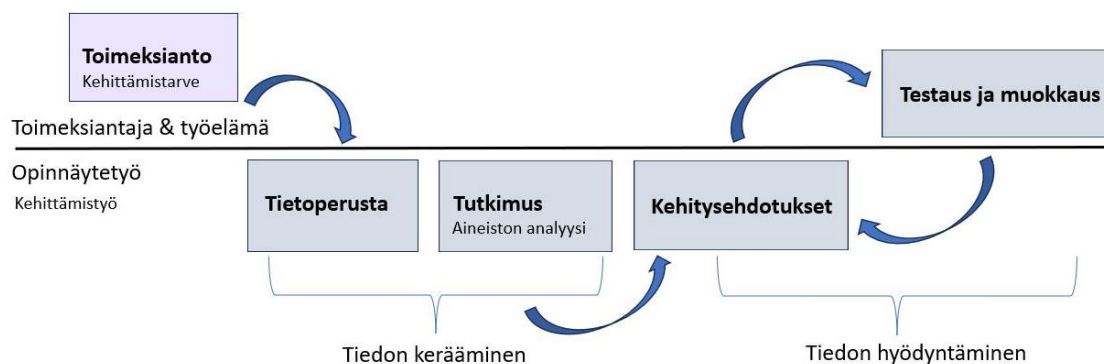 Toimeksianto
Kehittämistarve
Testaus ja muokkaus
Toimeksiantaja & työelämä
Opinnäytetyö
Kehittämistyö
Tietoperusta
Tutkimus
Aineiston analyysi
Kehitysehdotukset
Tiedon kerääminen
Tiedon hyödyntäminen